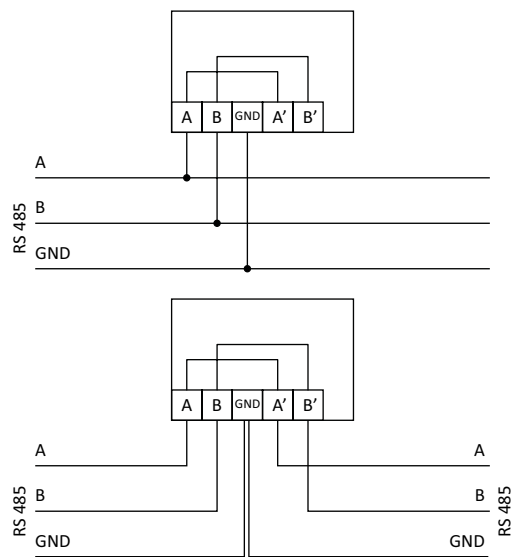 A B GND A’ B’
A
B
GND
RS 485
A B GND A’ B’
A A
B B
GND GND
RS 485 RS 485